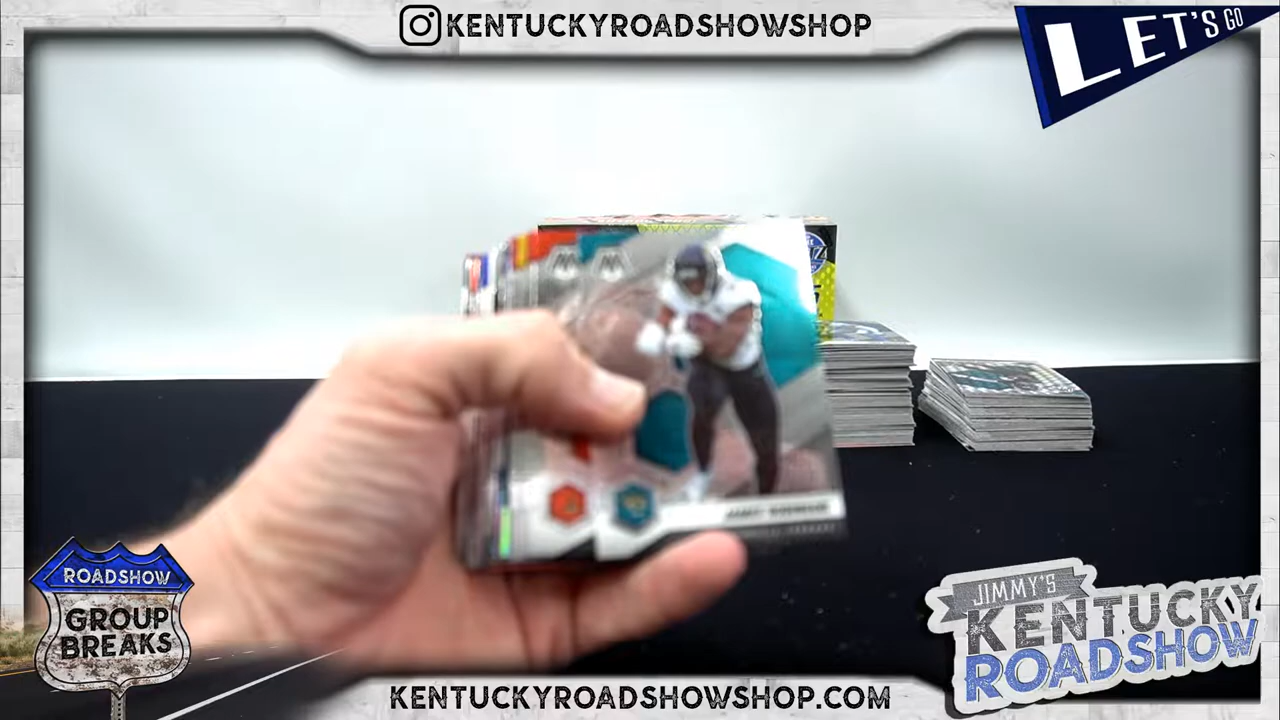 KENTUCKYROADSHOWSHOP
LET'S GO
ROADSHOW
GROUP
BREAKS
JIMMY'S
KENTUCKY
ROADSHOW
KENTUCKYROADSHOWSHOP.COM